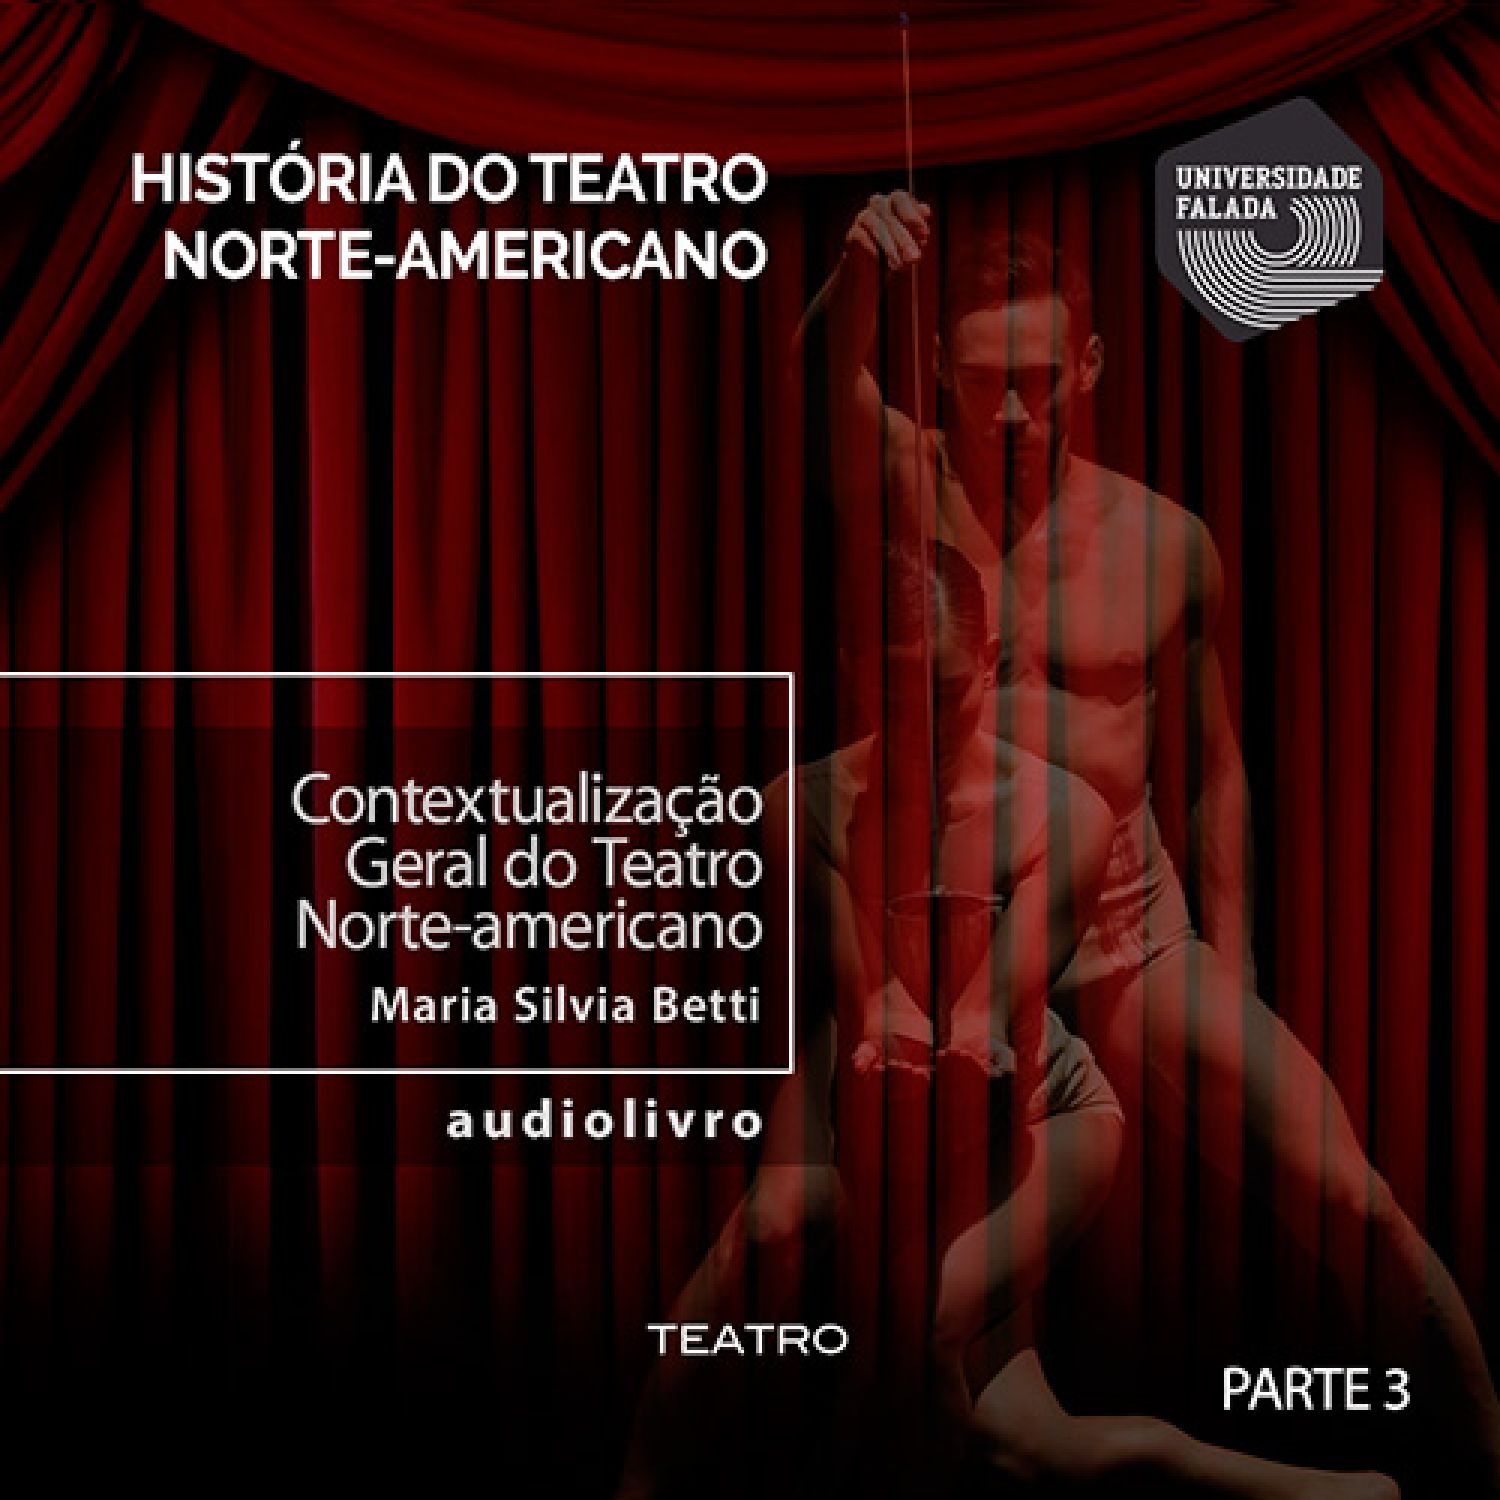 HISTÓRIA DO TEATRO
NORTE-AMERICANO
UNIVERSIDADE
FALADA
Contextualização
Geral do Teatro
Norte-americano
Maria Silvia Betti
audiolivro
TEATRO
PARTE 3